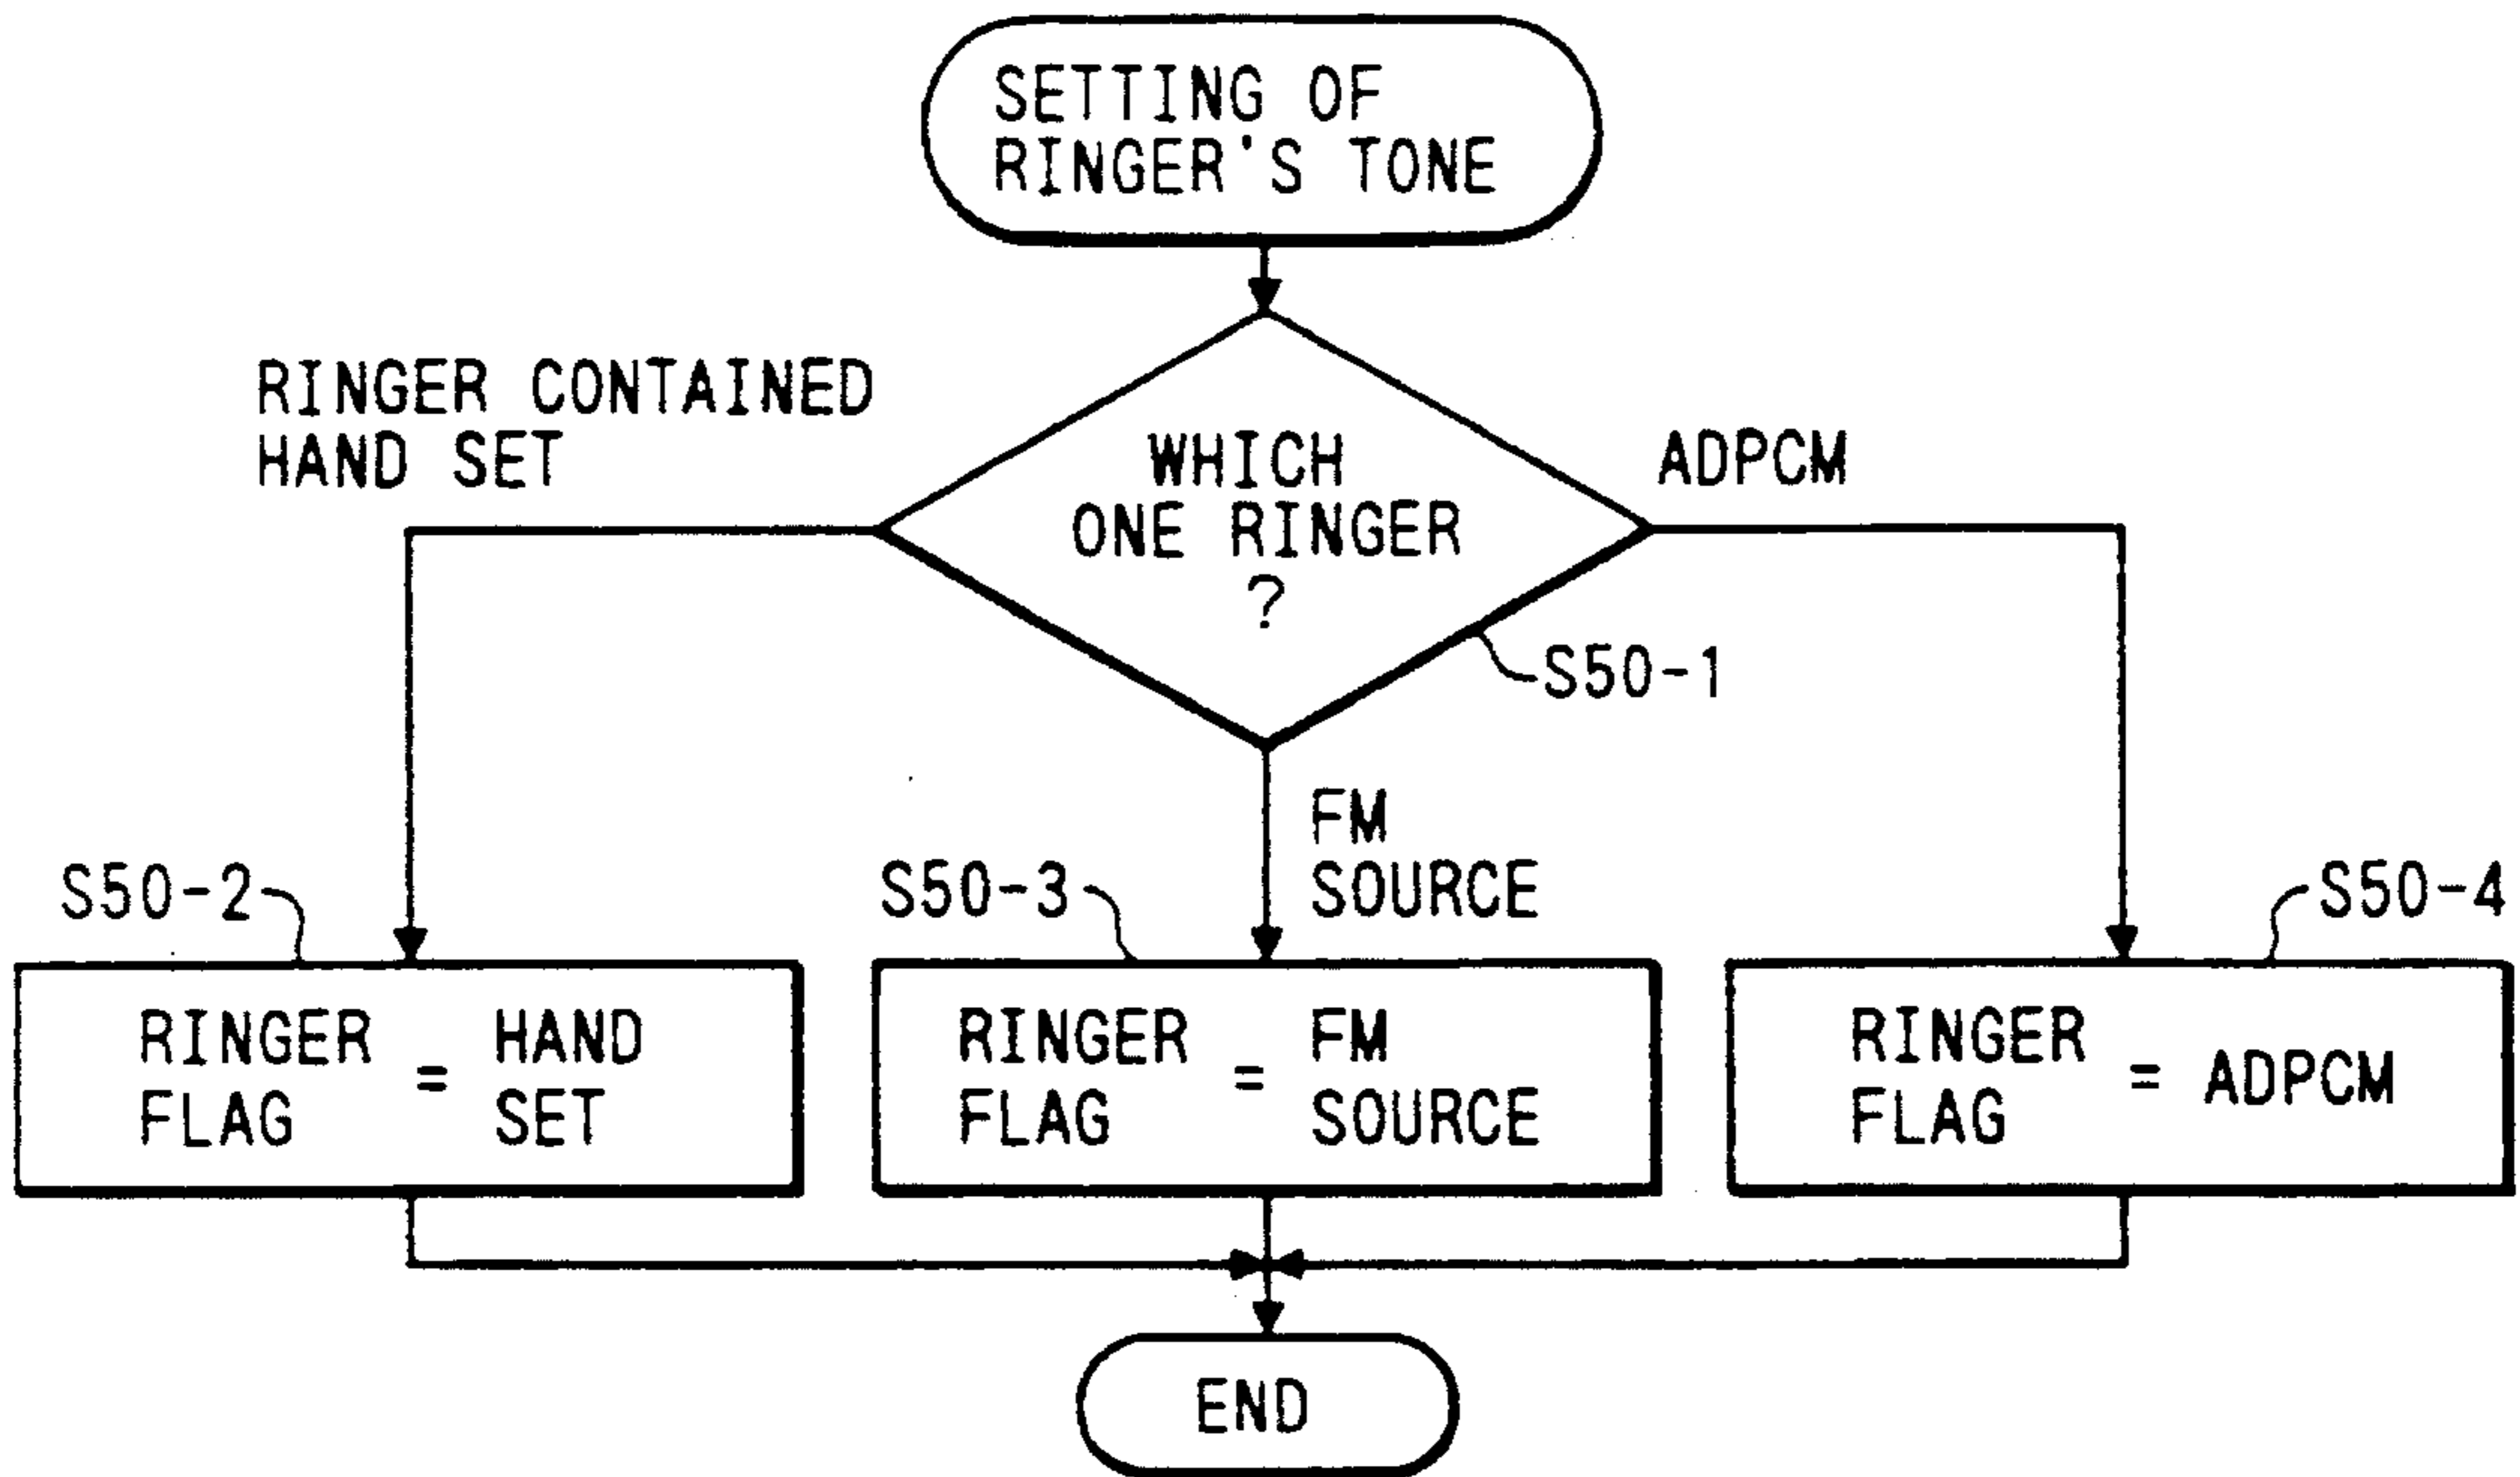 SETTING OF
RINGER'S TONE
RINGER CONTAINED
HAND SET
WHICH
ONE RINGER
?
ADPCM
S50-1
FM
SOURCE
S50-2
S50-3
S50-4
RINGER
FLAG
=
HAND
SET
RINGER
FLAG
=
FM
SOURCE
RINGER
FLAG
= ADPCM
END